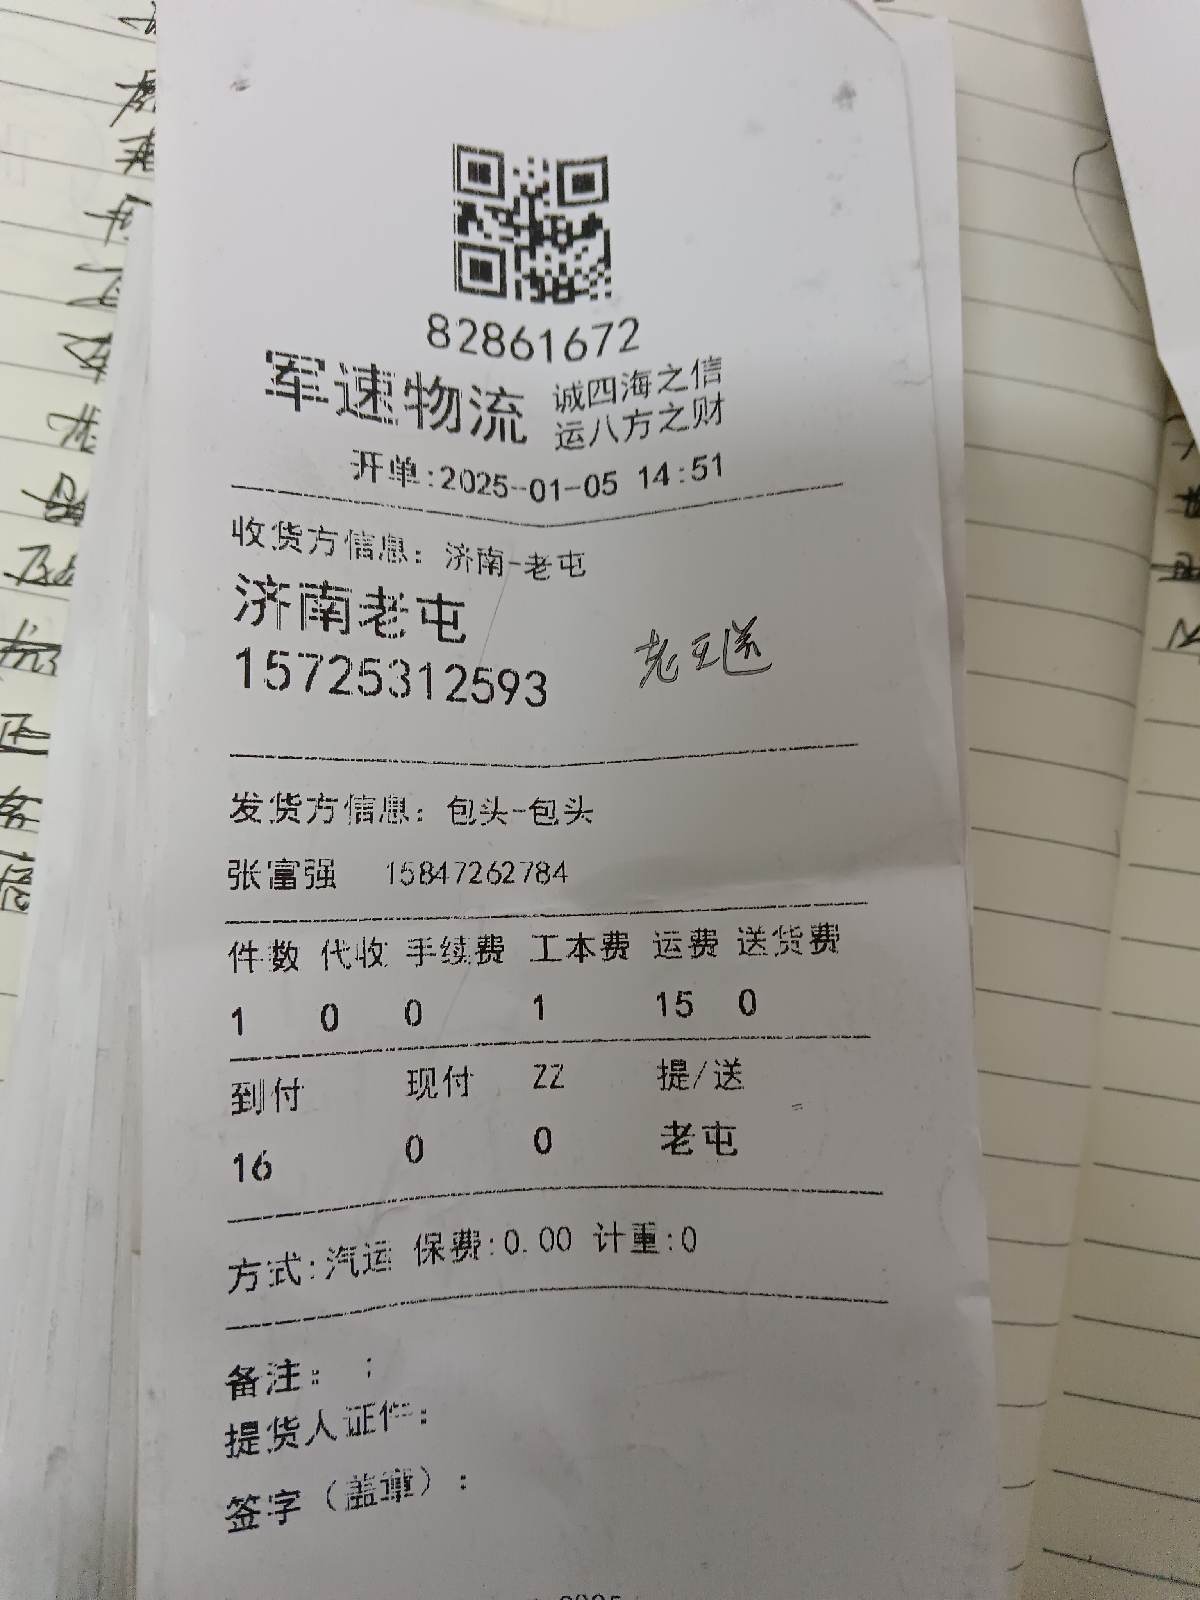 82861672
军速物流 诚四海之信
运八方之财
开单:2025-01-05 14:51
收货方信息: 济南-老屯
济南老屯
15725312593
老王送
发货方信息: 包头-包头
张富强 15847262784
件数 代收 手续费 工本费 运费 送货费
1 0 0 1 15 0
到付 现付 ZZ 提/送
16 0 0 老屯
方式:汽运 保费:0.00 计重:0
备注: ;
提货人证件:
签字（盖章）: